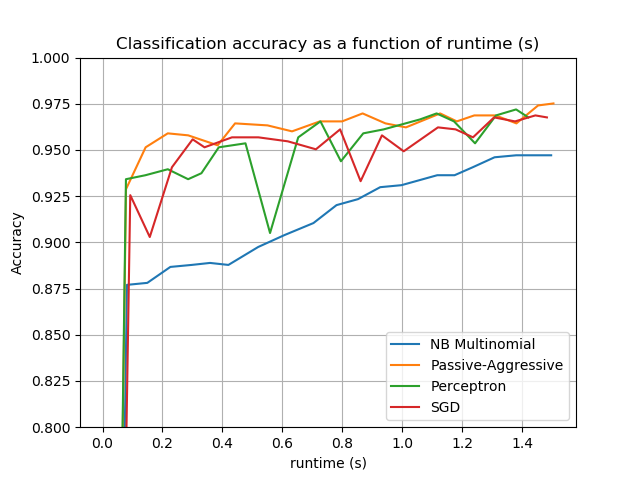 Classification accuracy as a function of runtime (s)
1.000
0.975
0.950
0.925
0.900
0.875
0.850
0.825
0.800
Accuracy
NB Multinomial
Passive-Aggressive
Perceptron
SGD
0.0 0.2 0.4 0.6 0.8 1.0 1.2 1.4
runtime (s)